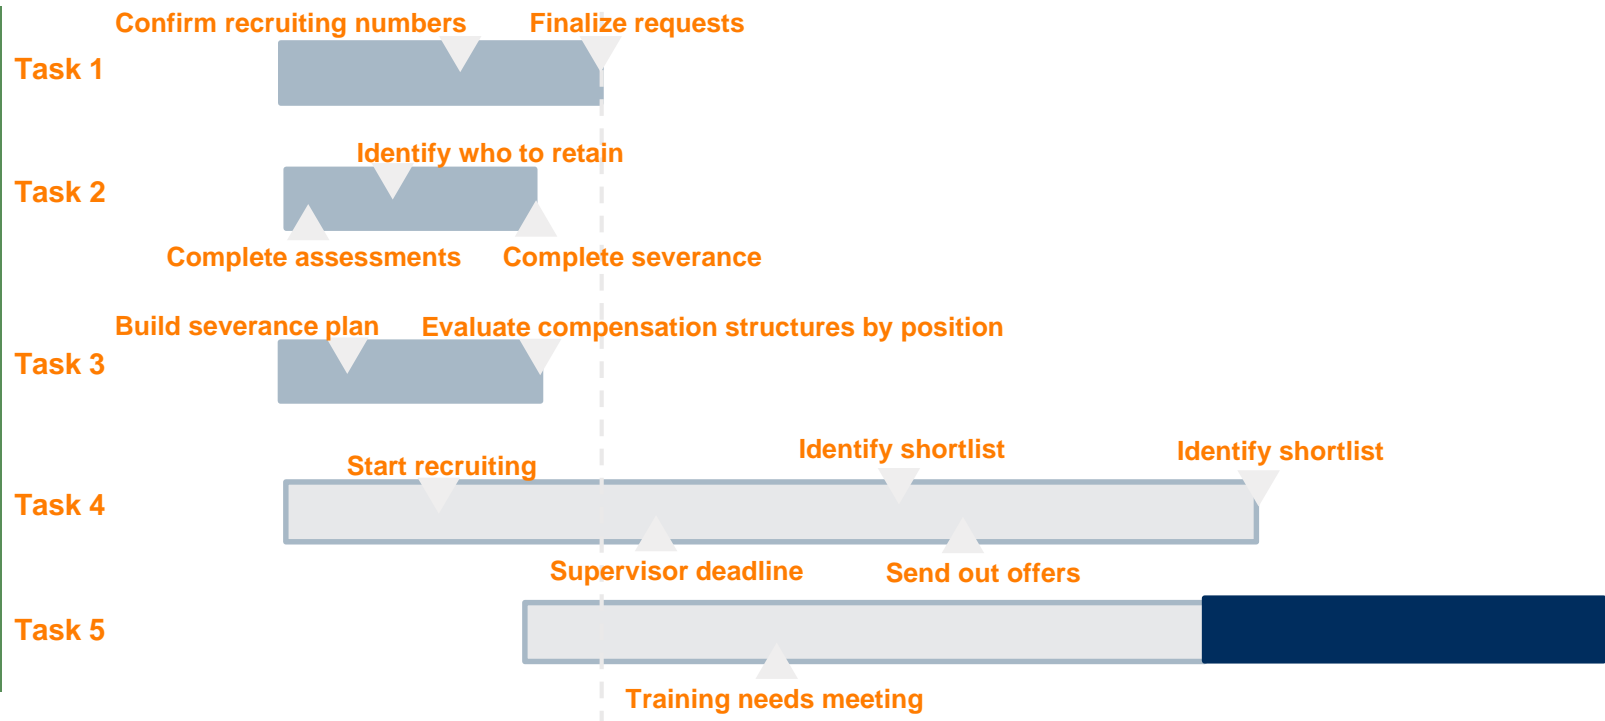 Confirm recruiting numbers
Finalize requests
Task 1
Identify who to retain
Task 2
Complete assessments
Complete severance
Build severance plan
Evaluate compensation structures by position
Task 3
Identify shortlist
Identify shortlist
Start recruiting
Task 4
Supervisor deadline
Send out offers
Task 5
Training needs meeting